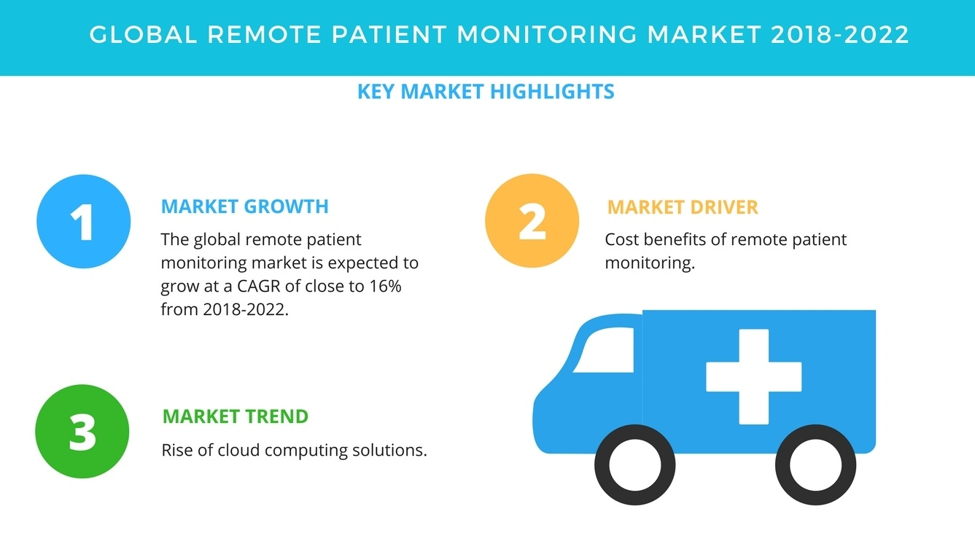 GLOBAL REMOTE PATIENT MONITORING MARKET 2018-2022
KEY MARKET HIGHLIGHTS
1
MARKET GROWTH
The global remote patient
monitoring market is expected to
grow at a CAGR of close to 16%
from 2018-2022.
2
MARKET DRIVER
Cost benefits of remote patient
monitoring.
3
MARKET TREND
Rise of cloud computing solutions.